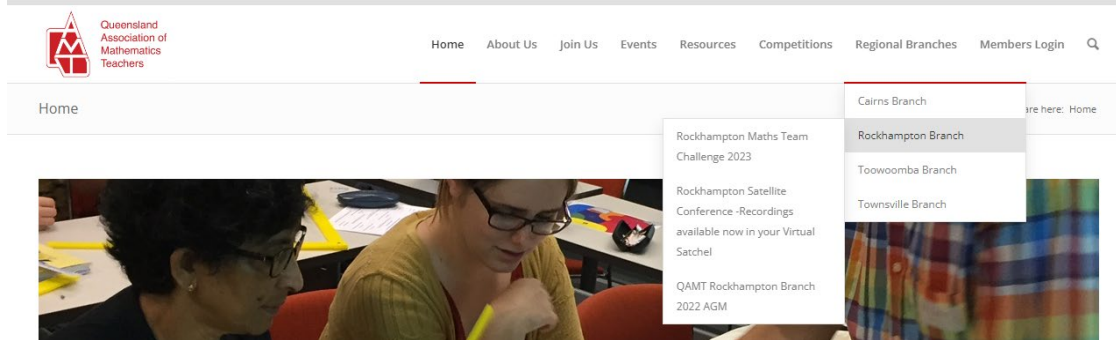 Queensland
Association of
Mathematics
Teachers
Home About Us Join Us Events Resources Competitions Regional Branches Members Login
Home
are here: Home
Cairns Branch
Rockhampton Branch
Toowoomba Branch
Townsville Branch
Rockhampton Maths Team
Challenge 2023
Rockhampton Satellite
Conference -Recordings
available now in your Virtual
Satchel
QAMT Rockhampton Branch
2022 AGM